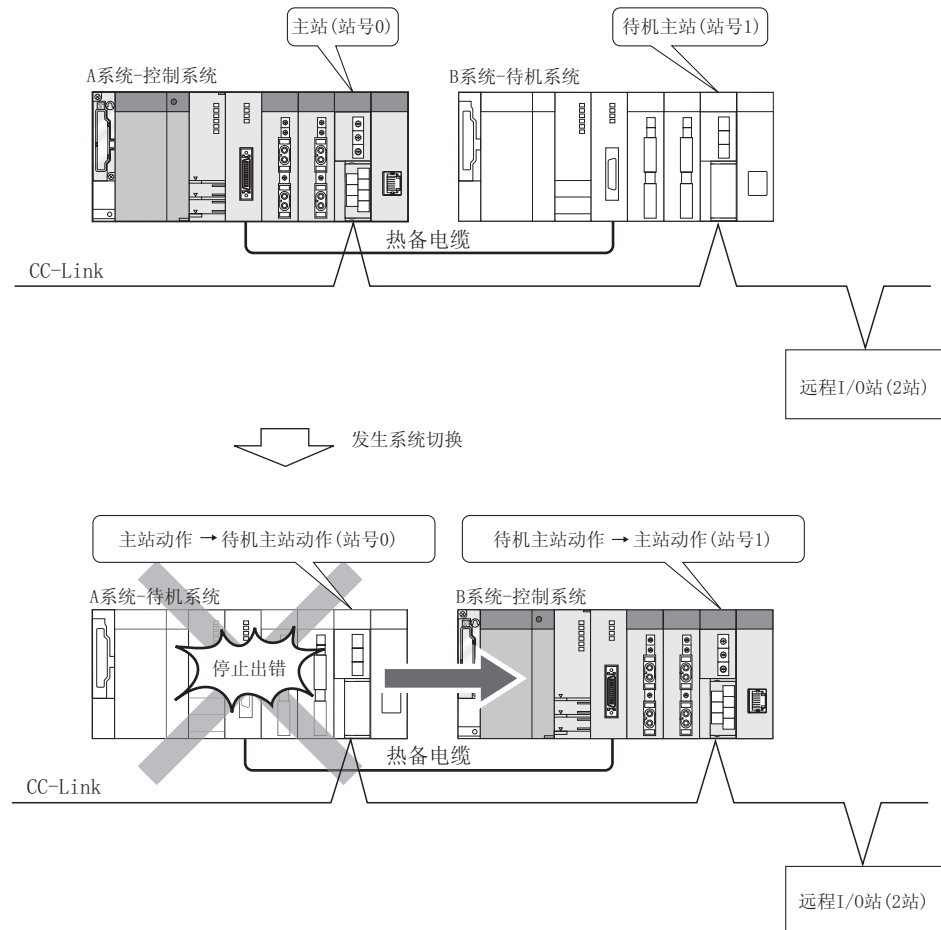 主站(站号0)
待机主站(站号1)
A系统-控制系统
B系统-待机系统
热备电缆
CC-Link
远程I/O站(2站)
发生系统切换
主站动作→待机主站动作(站号0)
待机主站动作→主站动作(站号1)
A系统-待机系统
B系统-控制系统
停止出错
热备电缆
CC-Link
远程I/O站(2站)